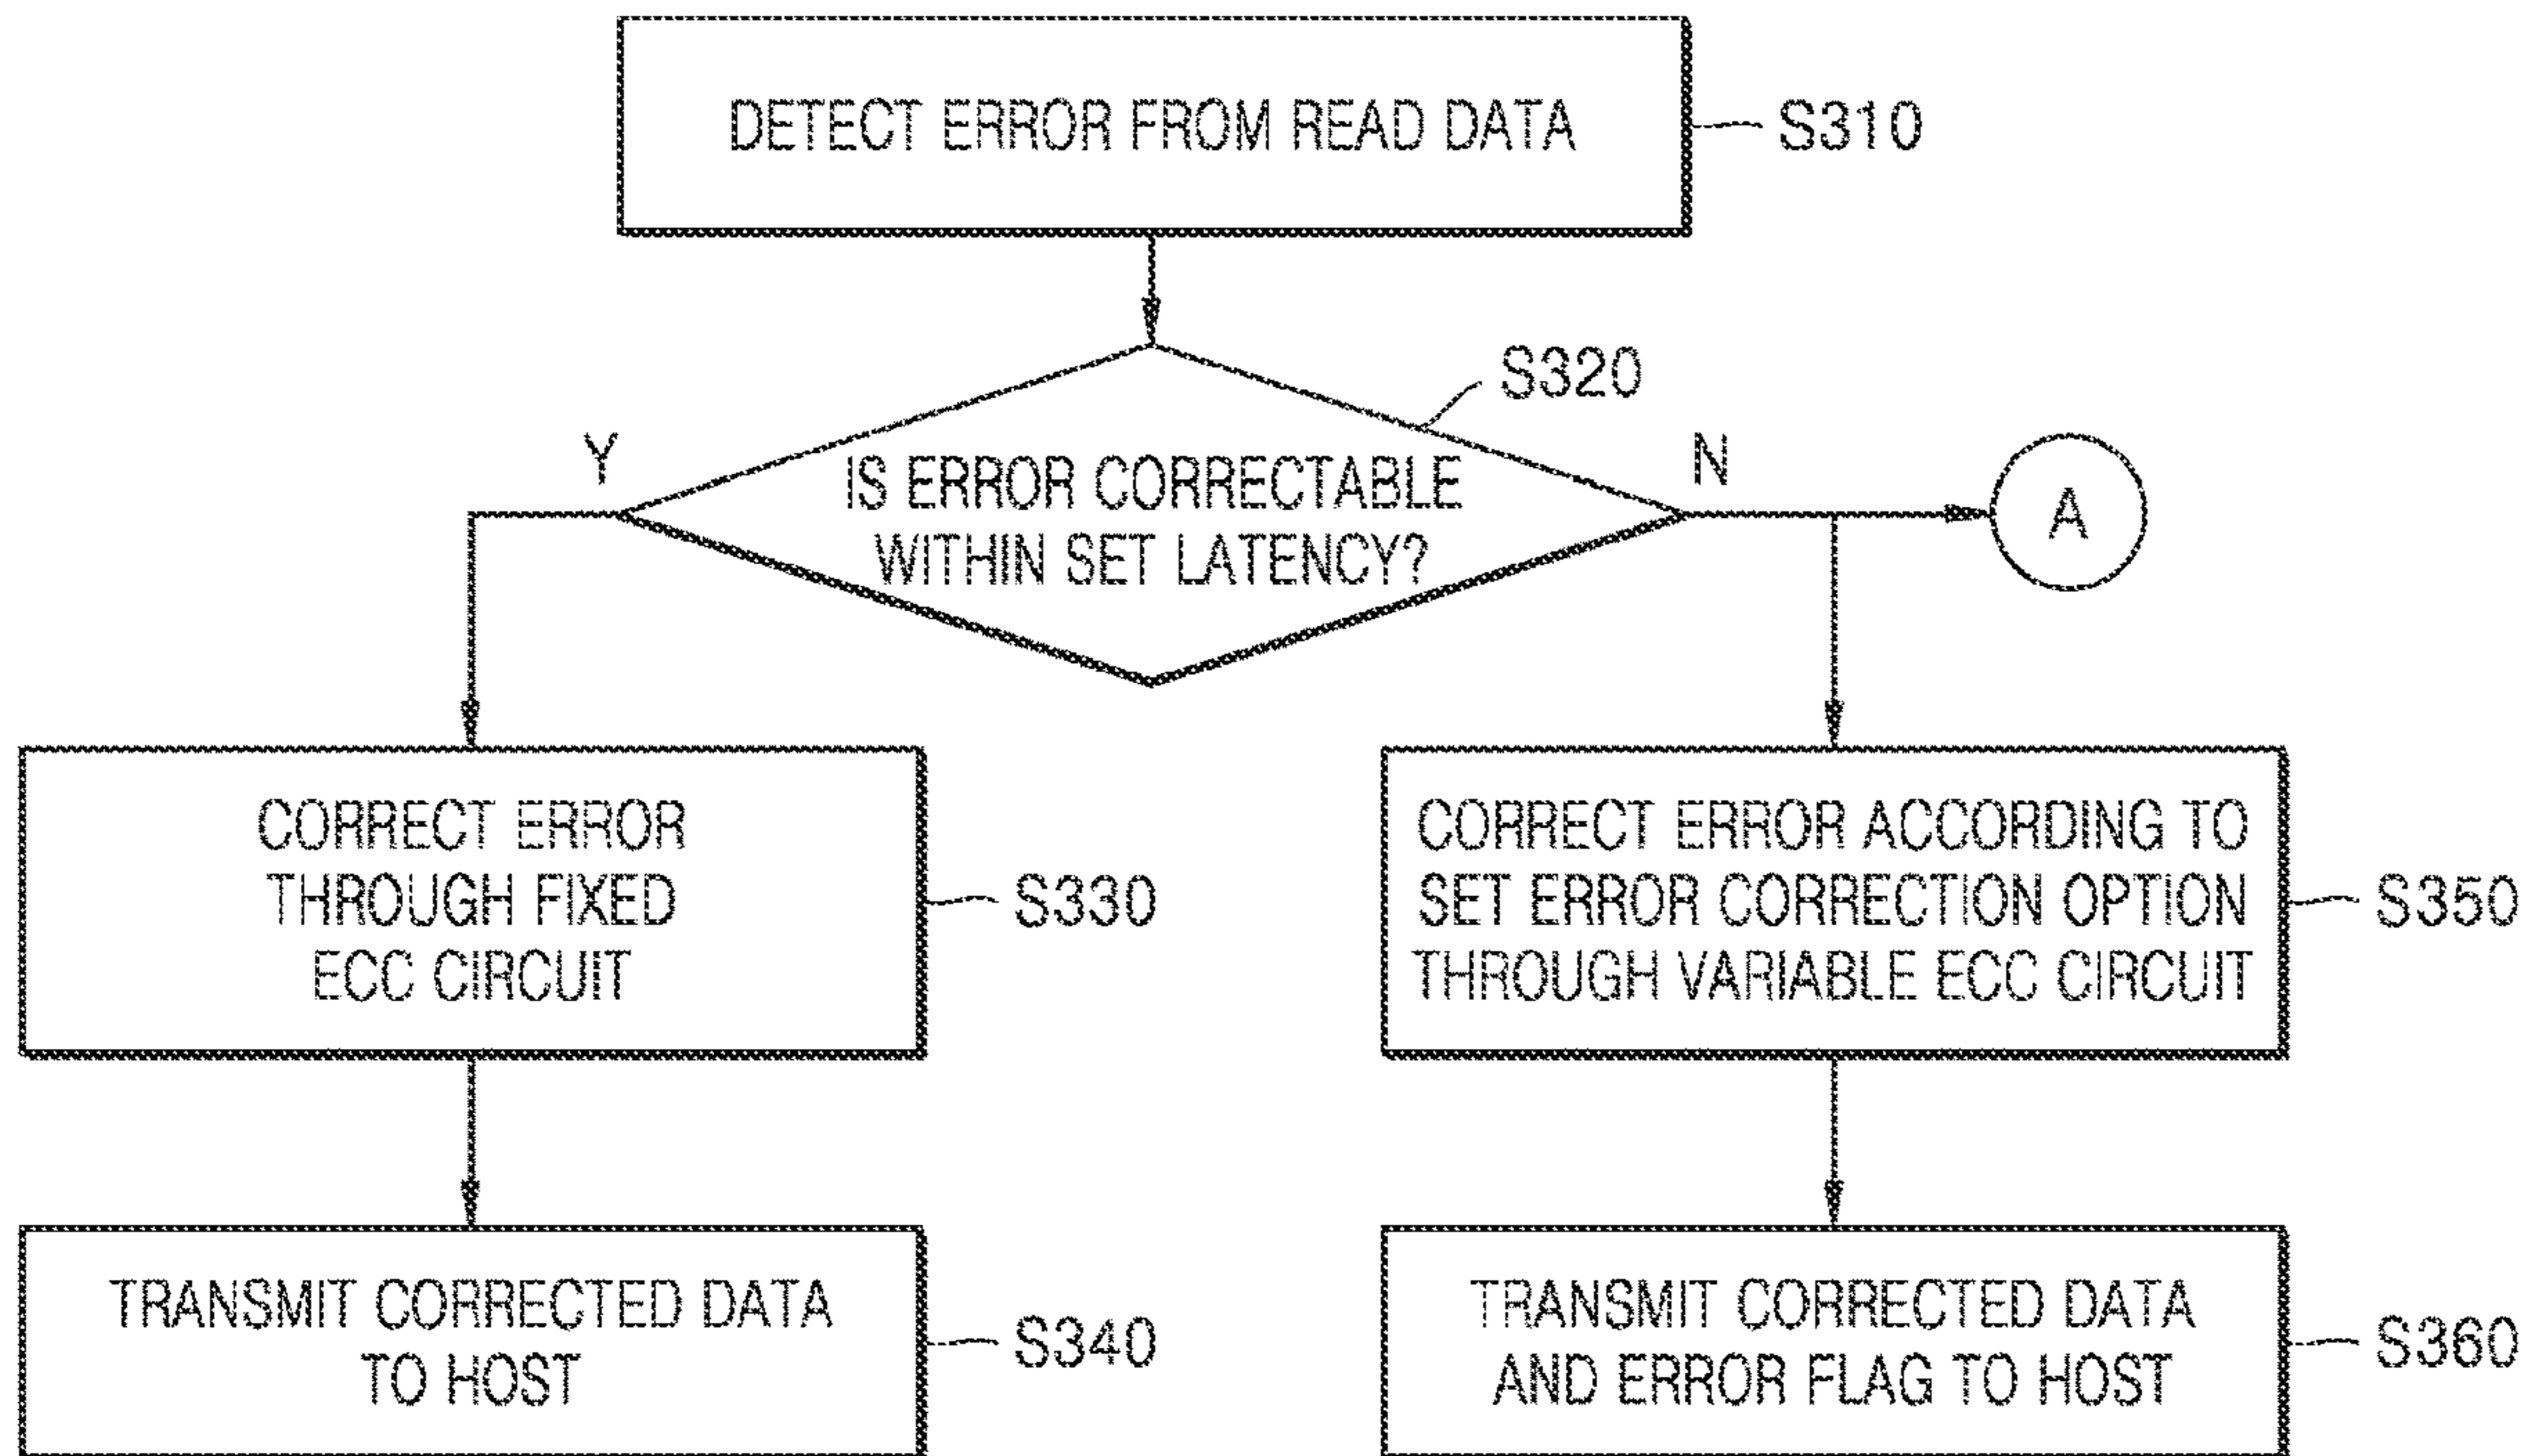 DETECT ERROR FROM READ DATA
S310
S320
Y
IS ERROR CORRECTABLE
WITHIN SET LATENCY?
N
A
CORRECT ERROR
THROUGH FIXED
ECC CIRCUIT
S330
CORRECT ERROR ACCORDING TO
SET ERROR CORRECTION OPTION
THROUGH VARIABLE ECC CIRCUIT
S350
TRANSMIT CORRECTED DATA
TO HOST
S340
TRANSMIT CORRECTED DATA
AND ERROR FLAG TO HOST
S360